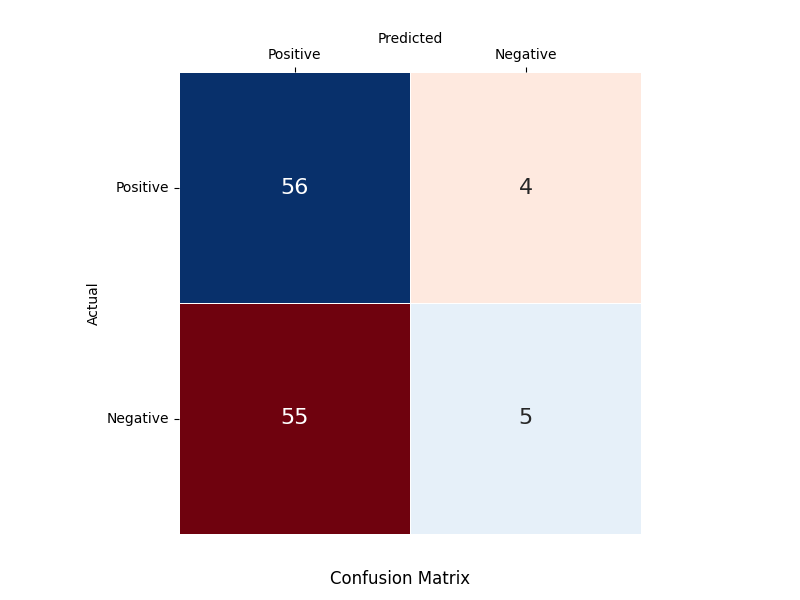 Predicted
Positive Negative
Positive 56 4
Actual
Negative 55 5
Confusion Matrix